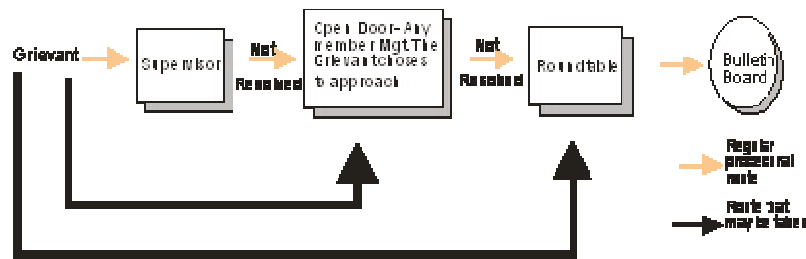 Grievant
Supervisor
Not
Resolved
Open Door-Any
member Mgt.The
Grievant choses
to approach
Not
Resolved
Roundtable
Bulletin
Board
Regular
procedural
route
Route that
may be taken